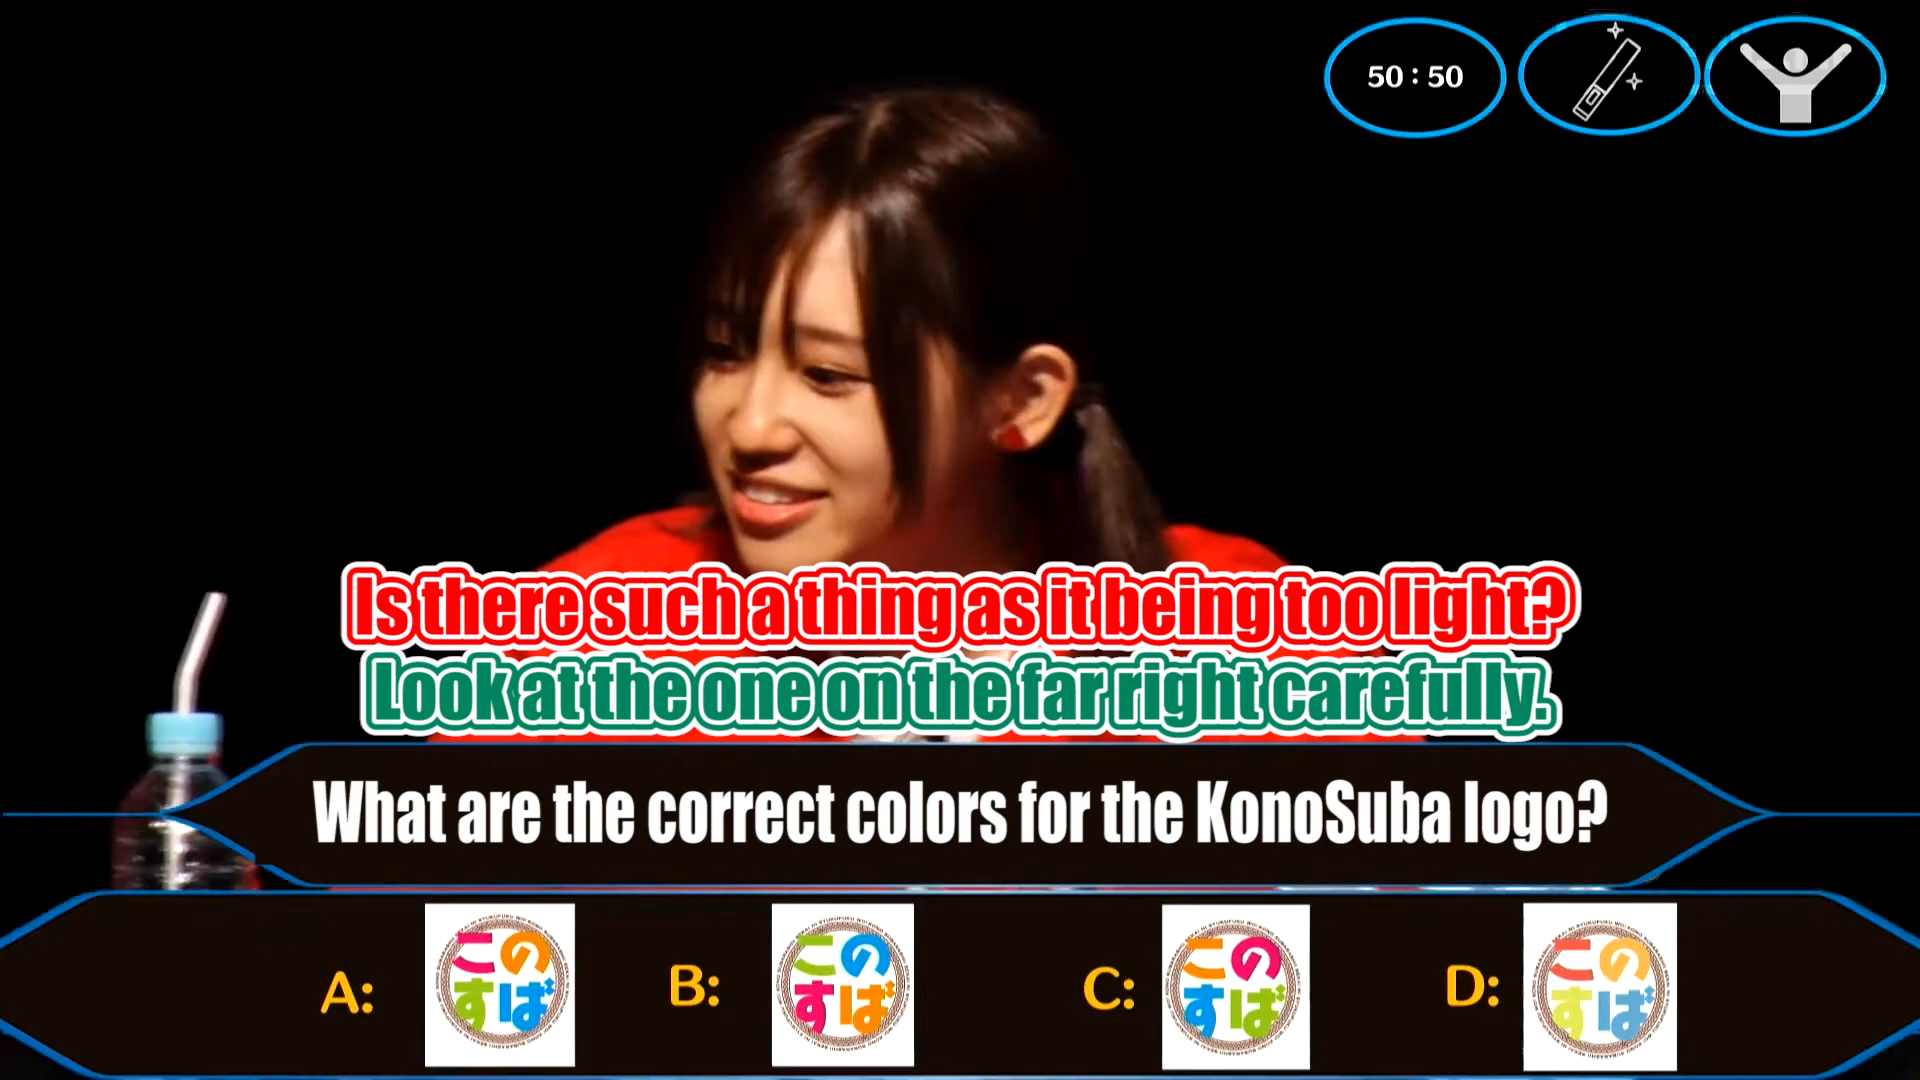 50 : 50
Is there such a thing as it being too light?
Look at the one on the far right carefully.
What are the correct colors for the KonoSuba logo?
A:
この
すば
B:
この
すば
C:
この
すば
D:
この
すば